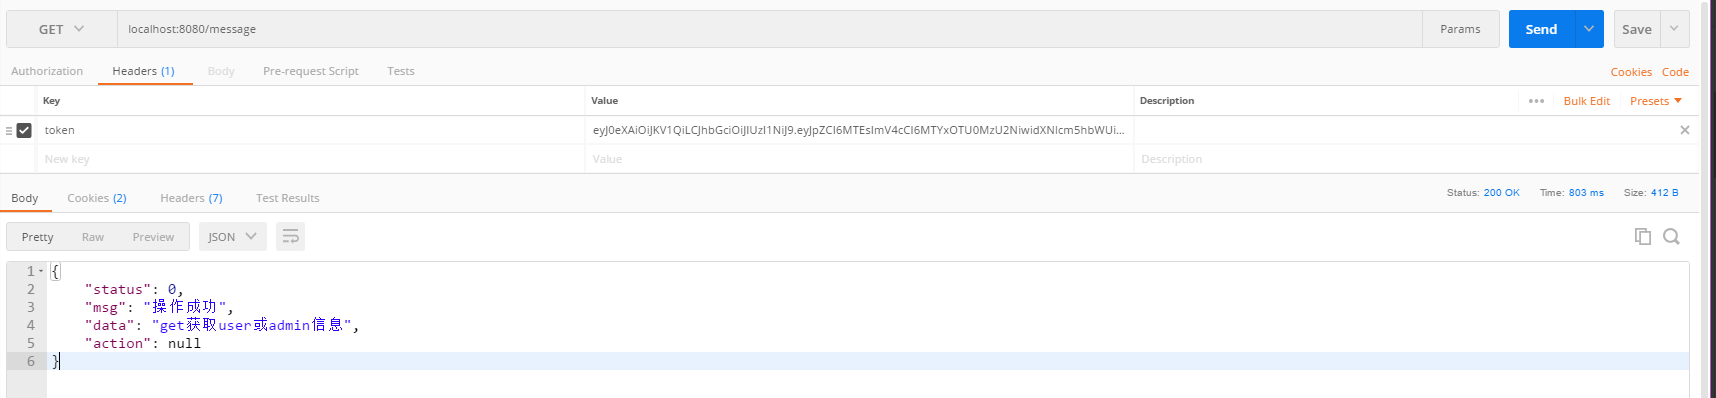 GET localhost:8080/message Params Send Save
Authorization Headers (1) Body Pre-request Script Tests Cookies Code
Key Value Description ••• Bulk Edit Presets
token eyJ0eXAiOiJKV1QiLCJhbGciOiJIUzI1NiJ9.eyJpZCI6MTEsImV4cCI6MTYxOTU0MzU2NiwidXNlcm5hbWUi...
New key Value Description
Body Cookies (2) Headers (7) Test Results Status: 200 OK Time: 803 ms Size: 412 B
Pretty Raw Preview JSON
1 {
2 "status": 0,
3 "msg": "操作成功",
4 "data": "get获取user或admin信息",
5 "action": null
6 }